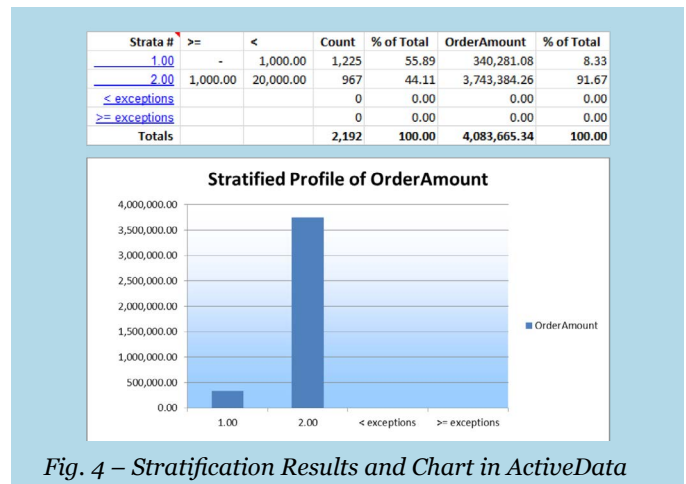 Strata # >= < Count % of Total OrderAmount % of Total
1.00 - 1,000.00 1,225 55.89 340,281.08 8.33
2.00 1,000.00 20,000.00 967 44.11 3,743,384.26 91.67
< exceptions 0 0.00 0.00 0.00
>= exceptions 0 0.00 0.00 0.00
Totals 2,192 100.00 4,083,665.34 100.00
Stratified Profile of OrderAmount
4,000,000.00
3,500,000.00
3,000,000.00
2,500,000.00
2,000,000.00
1,500,000.00
1,000,000.00
500,000.00
0.00
1.00 2.00 < exceptions >= exceptions
OrderAmount
Fig. 4 – Stratification Results and Chart in ActiveData